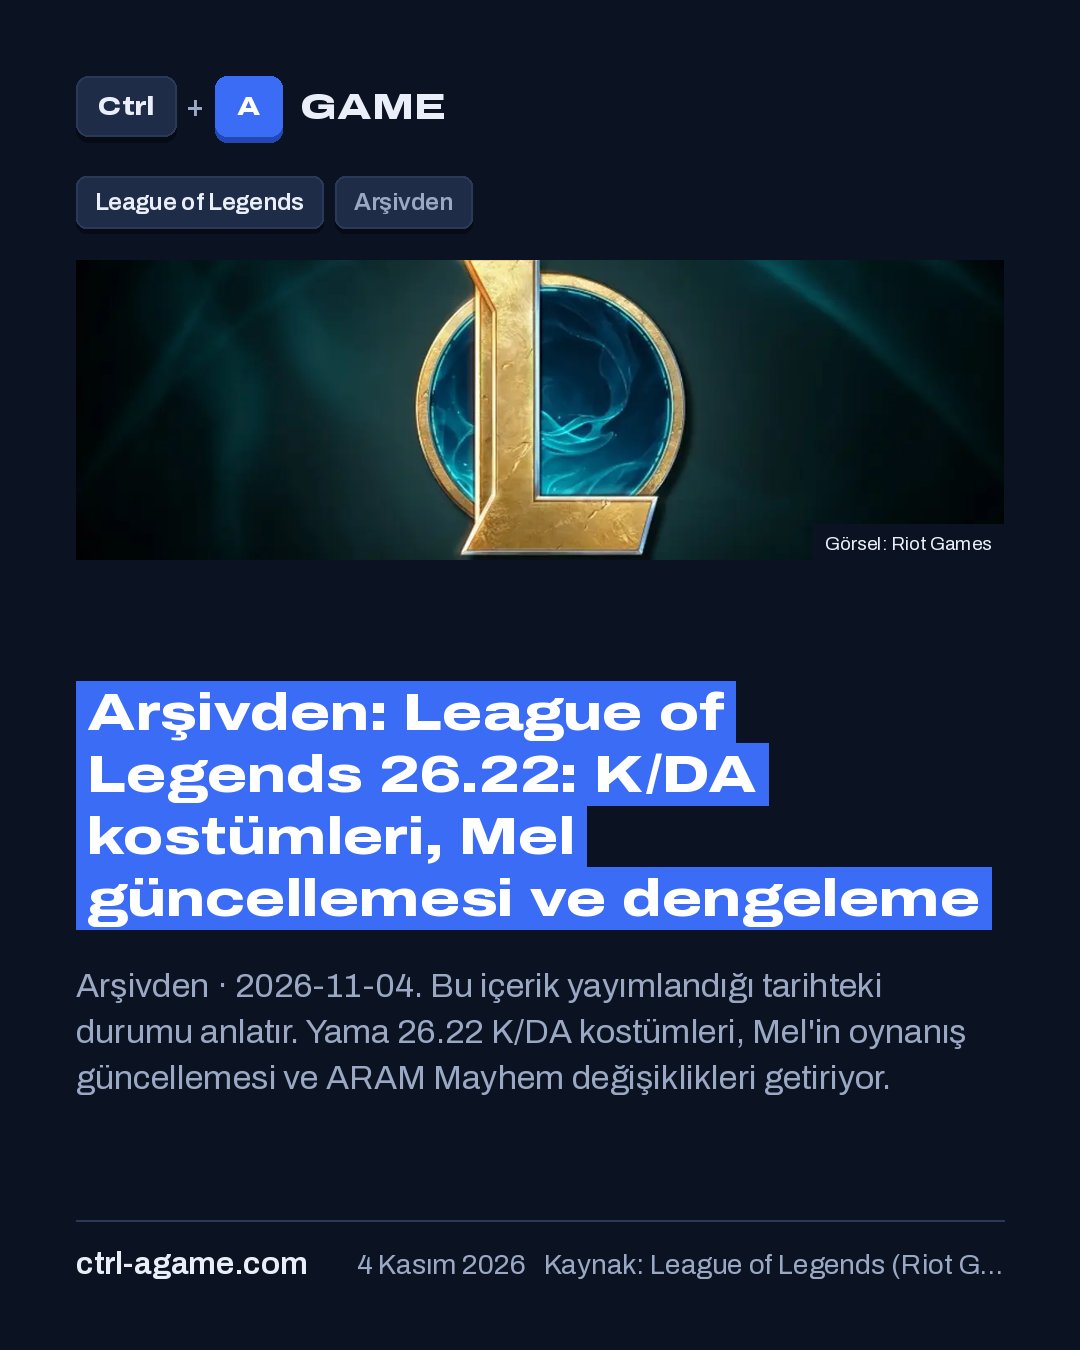 Ctrl + A GAME
League of Legends Arşivden
L
Görsel: Riot Games
Arşivden: League of
Legends 26.22: K/DA
kostümleri, Mel
güncellemesi ve dengeleme
Arşivden · 2026-11-04. Bu içerik yayımlandığı tarihteki
durumu anlatır. Yama 26.22 K/DA kostümleri, Mel'in oynanış
güncellemesi ve ARAM Mayhem değişiklikleri getiriyor.
ctrl-agame.com 4 Kasım 2026 Kaynak: League of Legends (Riot G...